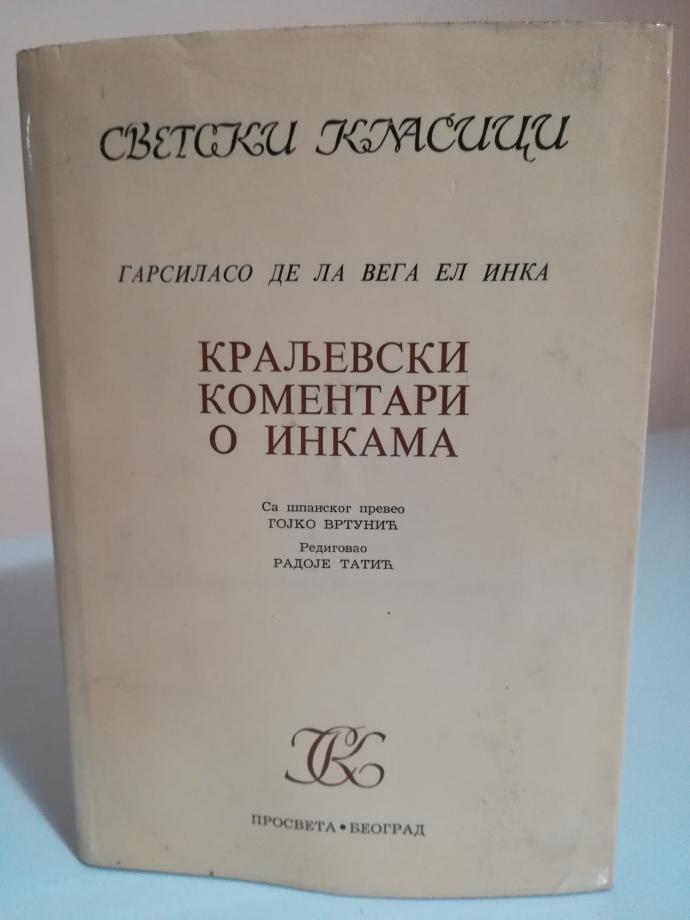 СВЕТСКИ КЛАСИЦИ
ГАРСИЛАСО ДЕ ЛА ВЕГА ЕЛ ИНКА
КРАЉЕВСКИ
КОМЕНТАРИ
О ИНКАМА
Са шпанског превео
ГОЈКО ВРТУНИЋ
Редиговао
РАДОЈЕ ТАТИЋ
СК
ПРОСВЕТА • БЕОГРАД